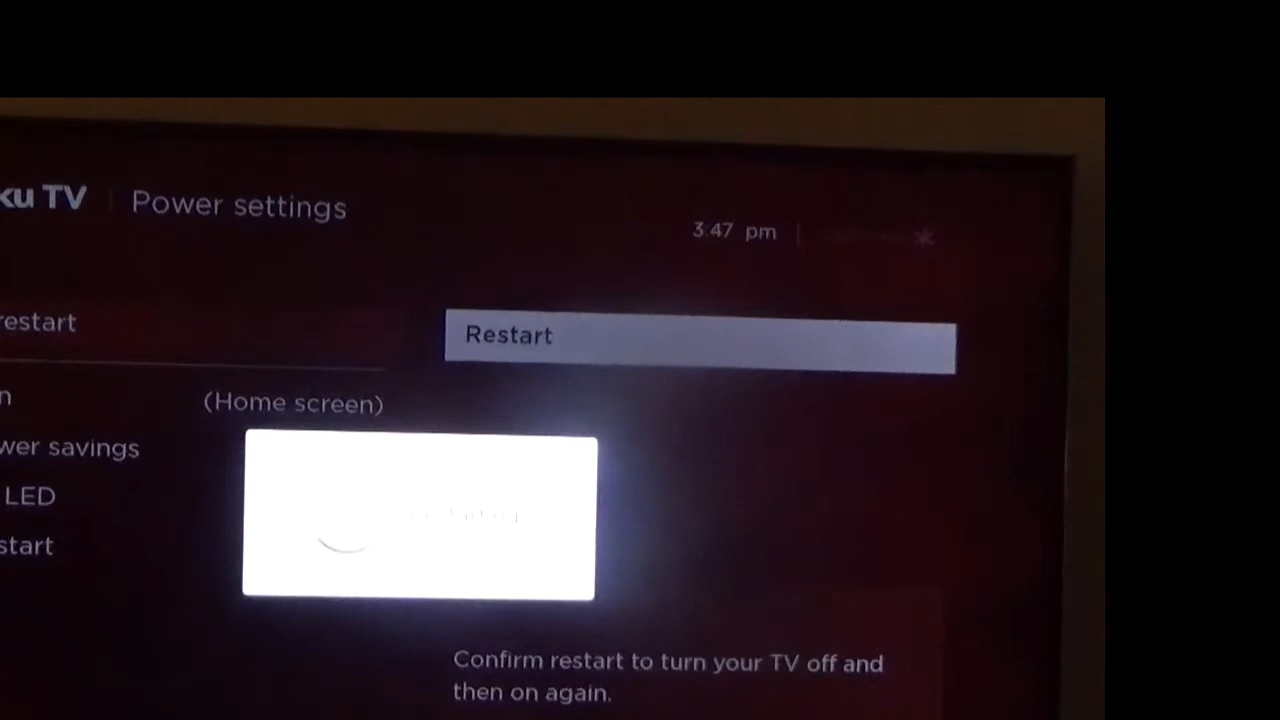 ku TV | Power settings
3:47 pm
restart
Restart
n
(Home screen)
wer savings
LED
start
Confirm restart to turn your TV off and
then on again.